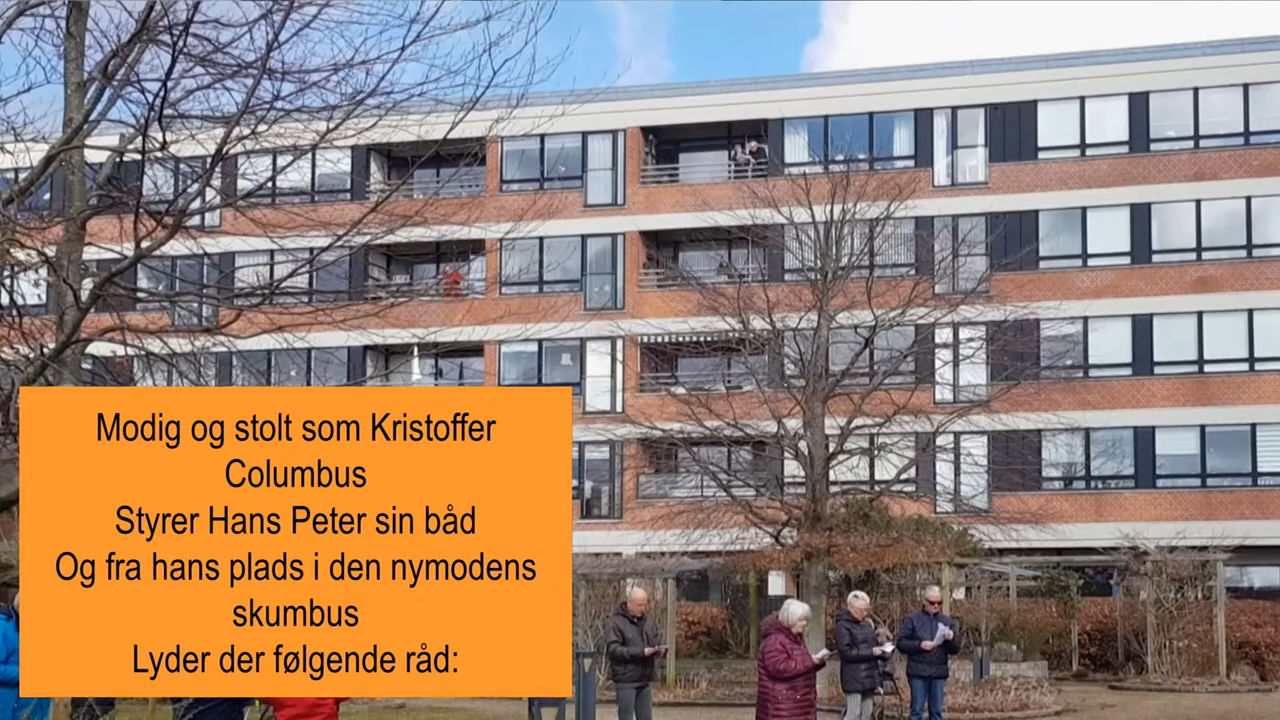 Modig og stolt som Kristoffer
Columbus
Styrer Hans Peter sin båd
Og fra hans plads i den nymodens
skumbus
Lyder der følgende råd: